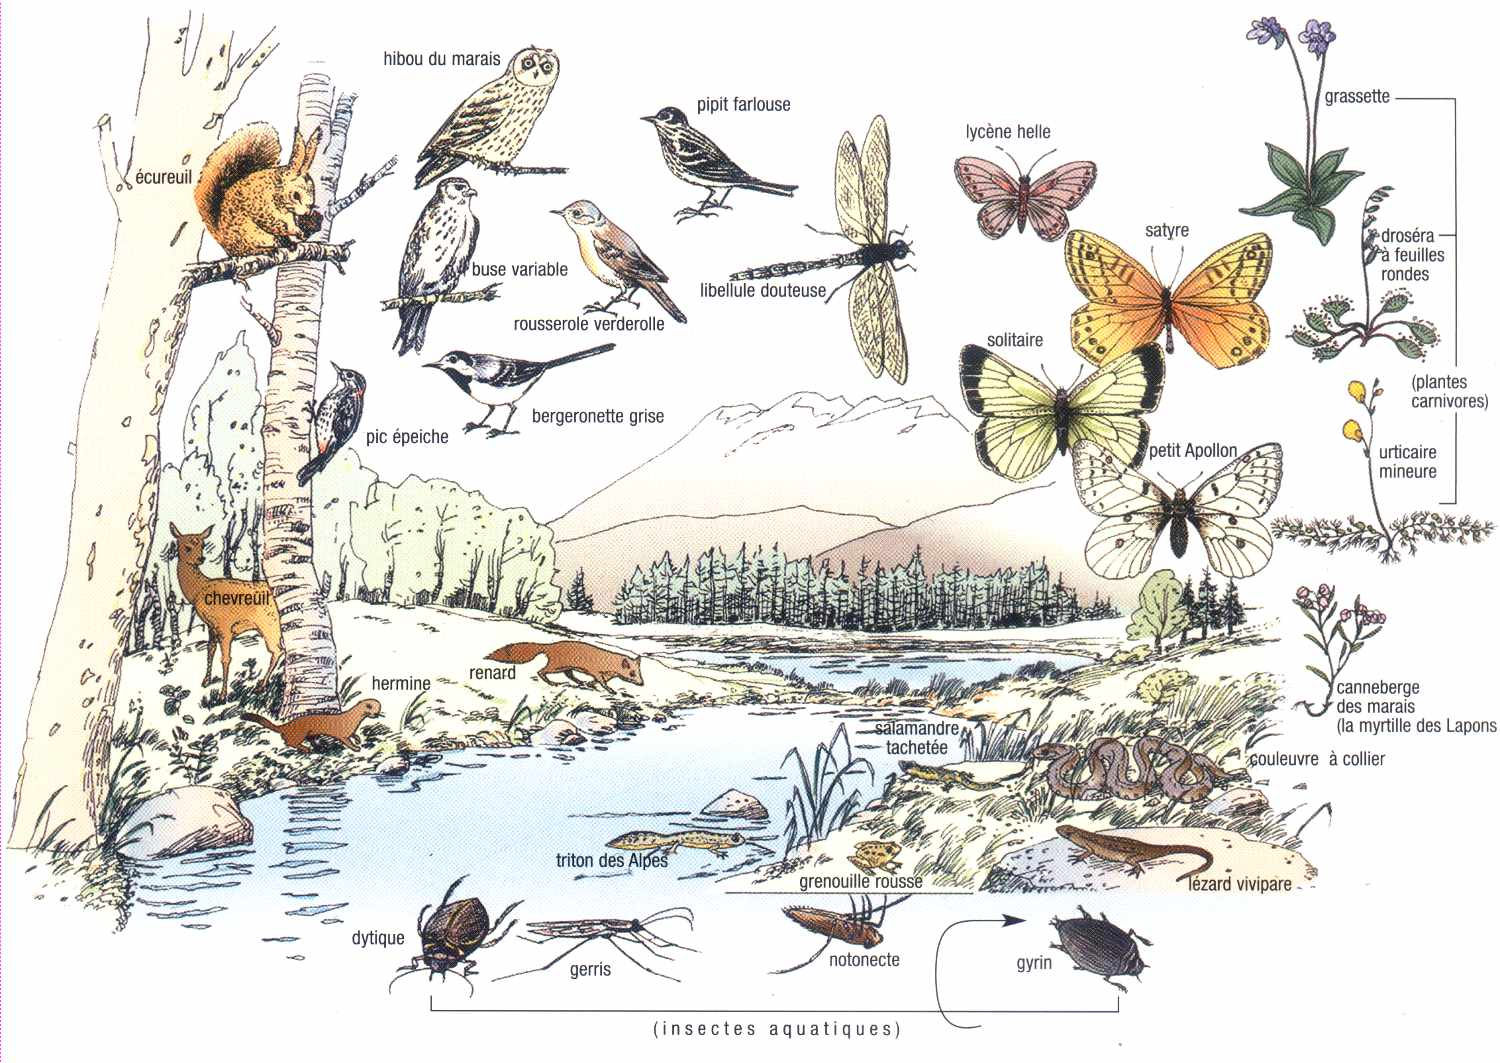 hibou du marais
pipit farlouse
grassette
lycène helle
écureuil
droséra
à feuilles
rondes
satyre
buse variable
libellule douteuse
rousserole verderolle
solitaire
(plantes
carnivores)
bergeronette grise
pic épeiche
petit Apollon
urticaire
mineure
chevreüil
renard
hermine
canneberge
des marais
(la myrtille des Lapons
salamandre
tachetée
couleuvre à collier
triton des Alpes
grenouille rousse
lézard vivipare
dytique
gerris
notonecte
gyrin
(insectes aquatiques)